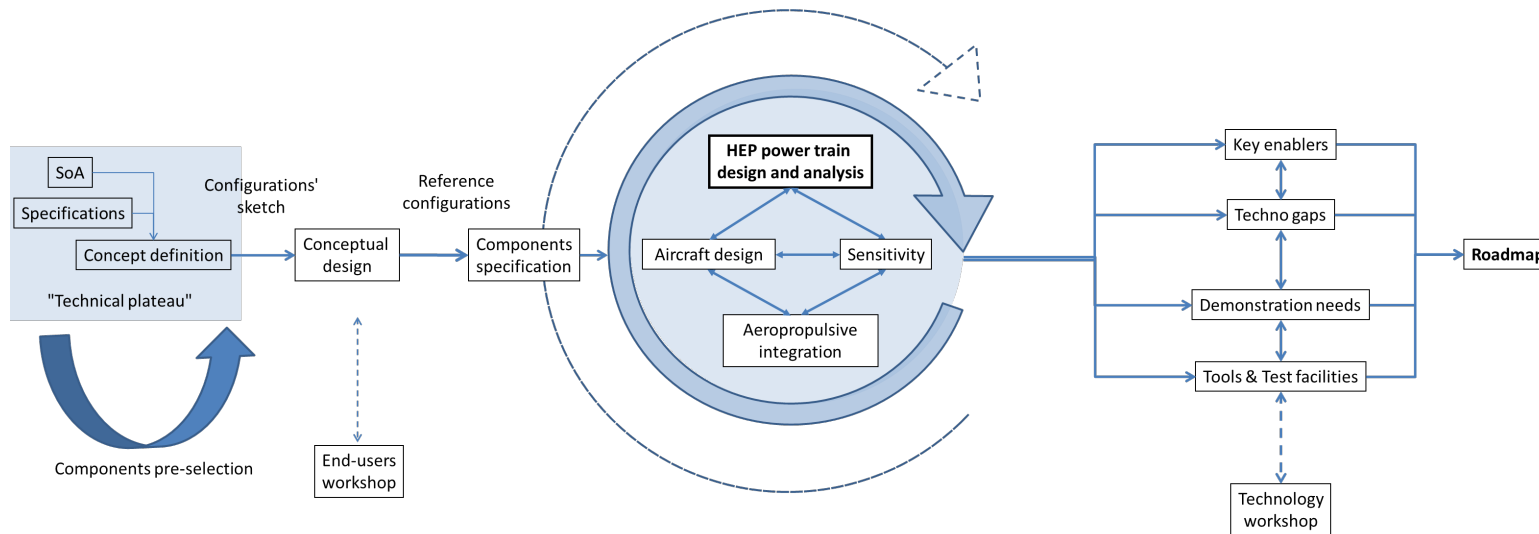 SoA
Specifications
Concept definition
"Technical plateau"
Components pre-selection
Configurations'
sketch
Conceptual
design
End-users
workshop
Reference
configurations
Components
specification
HEP power train
design and analysis
Aircraft design
Sensitivity
Aeropropulsive
integration
Key enablers
Techno gaps
Demonstration needs
Tools & Test facilities
Technology
workshop
Roadmap